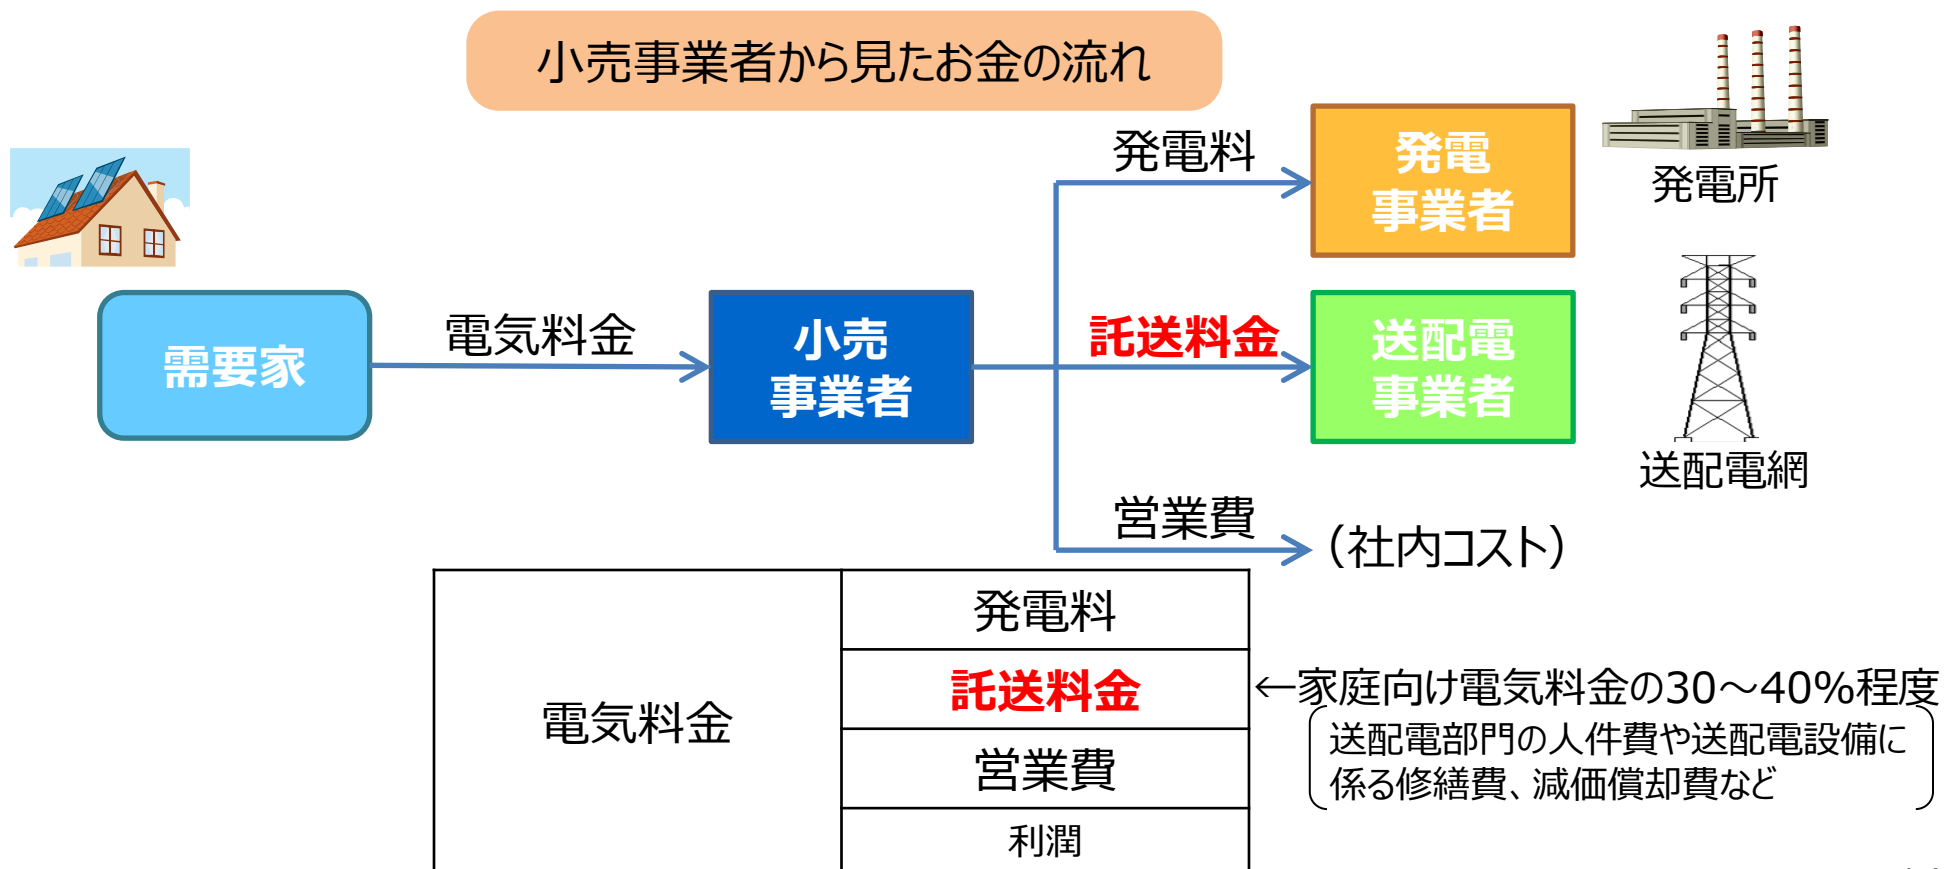 小売事業者から見たお金の流れ
発電料
発電
事業者
発電所
需要家
電気料金
小売
事業者
託送料金
送配電
事業者
送配電網
営業費
（社内コスト）
電気料金
発電料
託送料金
←家庭向け電気料金の30～40%程度
送配電部門の人件費や送配電設備に
係る修繕費、減価償却費など
営業費
利潤